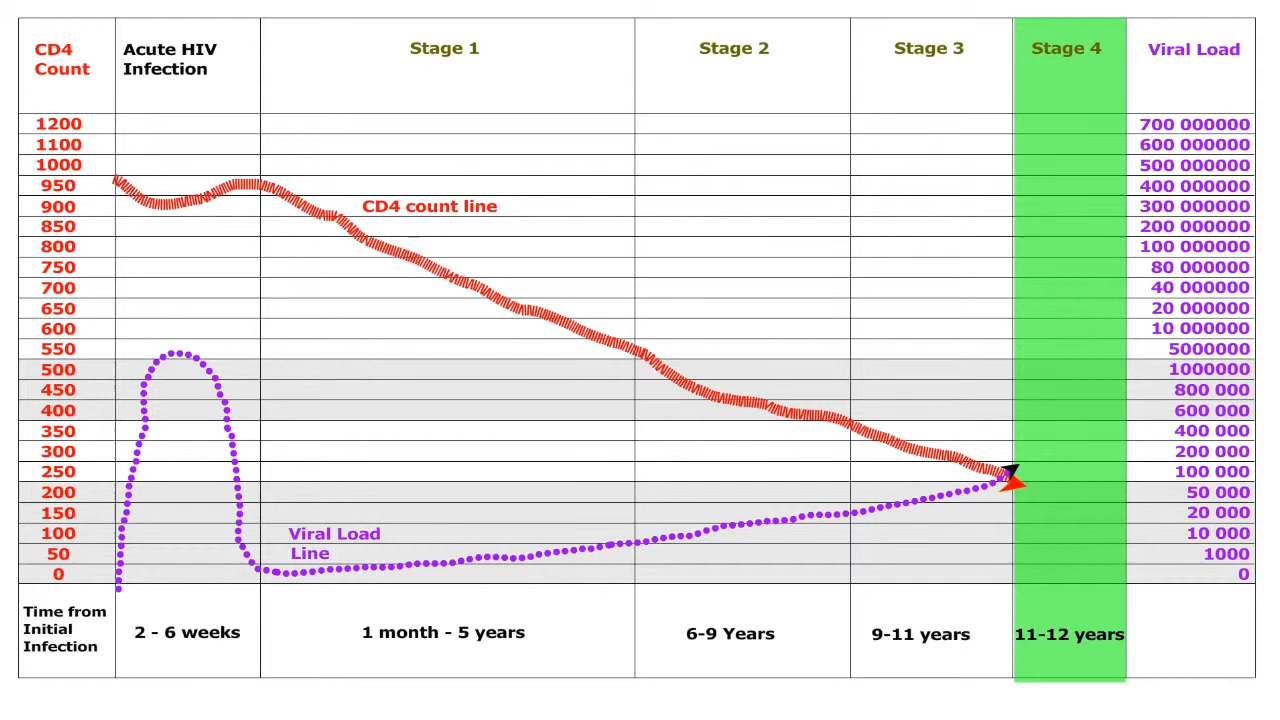 CD4
Count
Acute HIV
Infection
Stage 1
Stage 2
Stage 3
Stage 4
Viral Load
1200
700 000000
1100
600 000000
1000
500 000000
950
400 000000
900
CD4 count line
300 000000
850
200 000000
800
100 000000
750
80 000000
700
40 000000
650
20 000000
600
10 000000
550
5000000
500
1000000
450
800 000
400
600 000
350
400 000
300
200 000
250
100 000
200
50 000
150
20 000
100
Viral Load
Line
10 000
50
1000
0
0
Time from
Initial
Infection
2 - 6 weeks
1 month - 5 years
6-9 Years
9-11 years
11-12 years